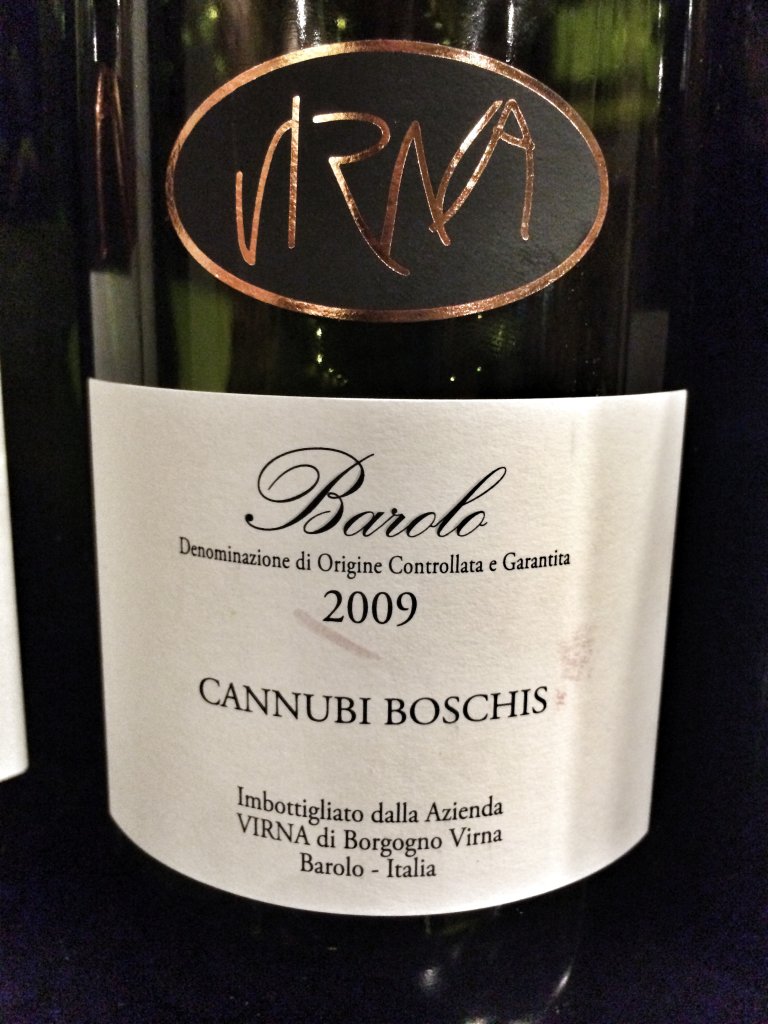 VIRNA
Barolo
Denominazione di Origine Controllata e Garantita
2009
CANNUBI BOSCHIS
Imbottigliato dalla Azienda
VIRNA di Borgogno Virna
Barolo - Italia